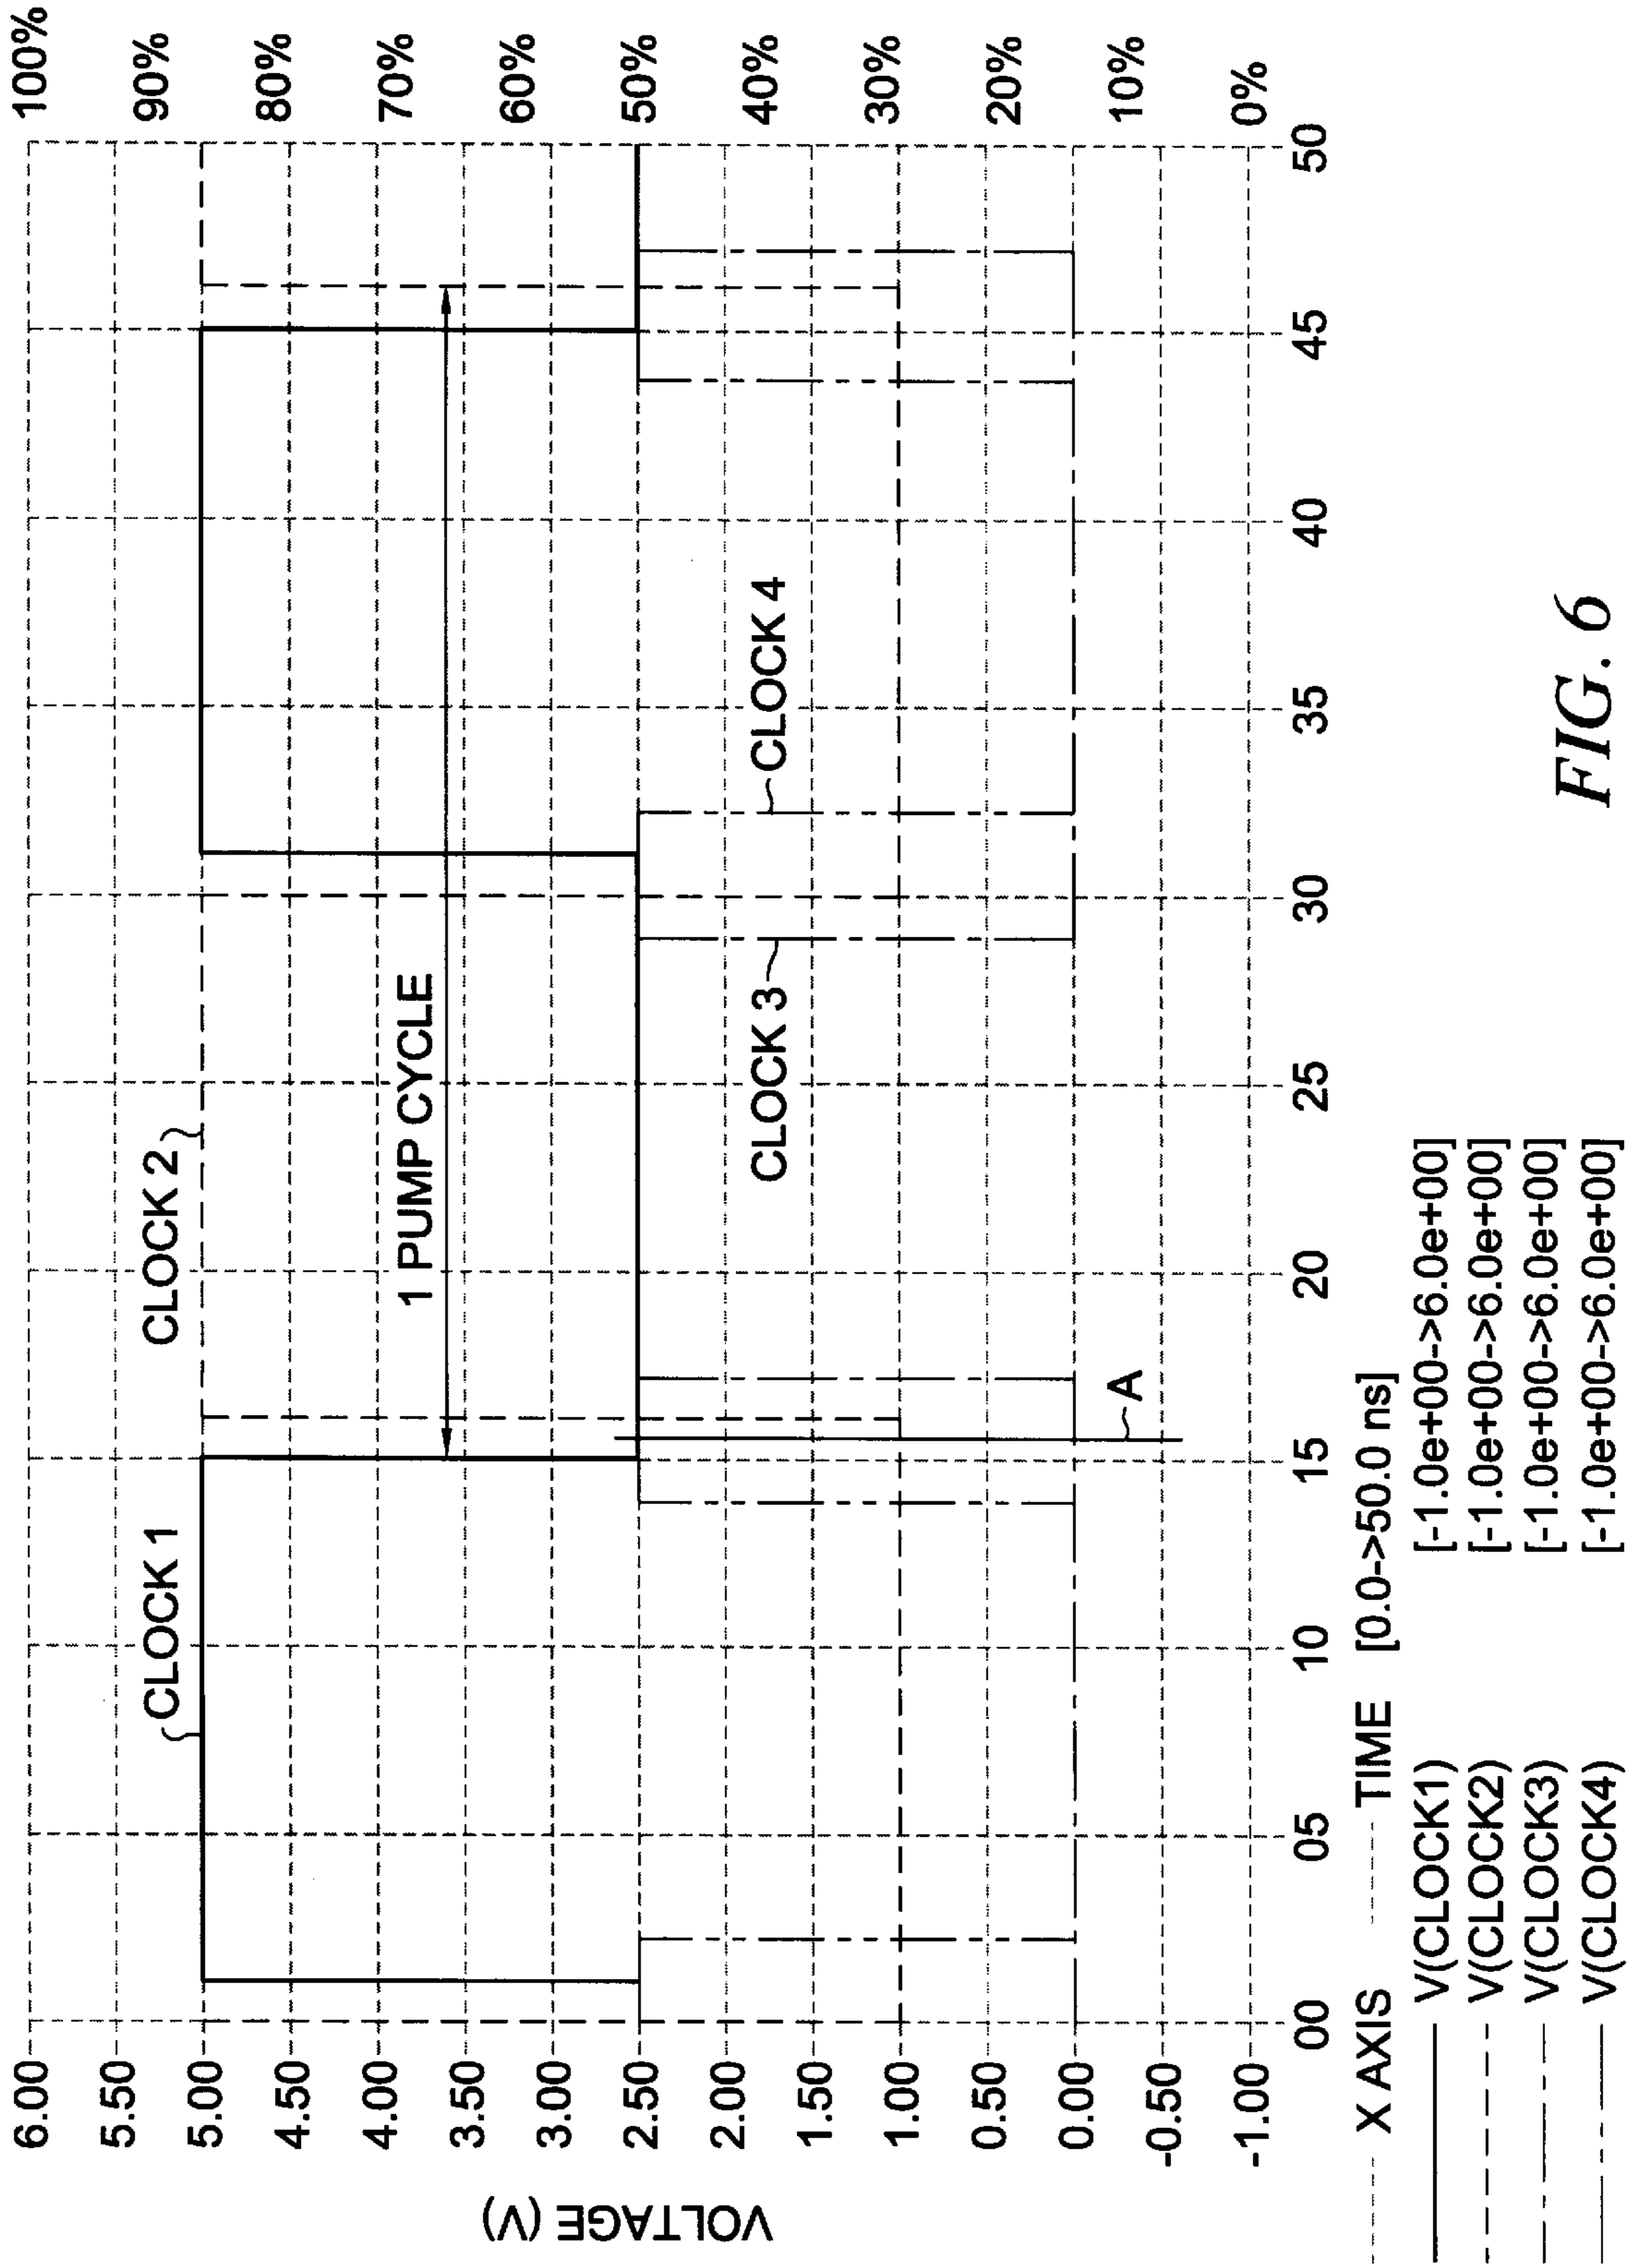 6.00
5.50
5.00
4.50
4.00
3.50
3.00
2.50
2.00
1.50
1.00
0.50
0.00
-0.50
-1.00
VOLTAGE (V)
100%
90%
80%
70%
60%
50%
40%
30%
20%
10%
0%
CLOCK 1
CLOCK 2
1 PUMP CYCLE
CLOCK 3
CLOCK 4
A
00 05 10 15 20 25 30 35 40 45 50
X AXIS TIME [0.0->50.0 ns]
V(CLOCK1) [-1.0e+00->6.0e+00]
V(CLOCK2) [-1.0e+00->6.0e+00]
V(CLOCK3) [-1.0e+00->6.0e+00]
V(CLOCK4) [-1.0e+00->6.0e+00]
FIG. 6